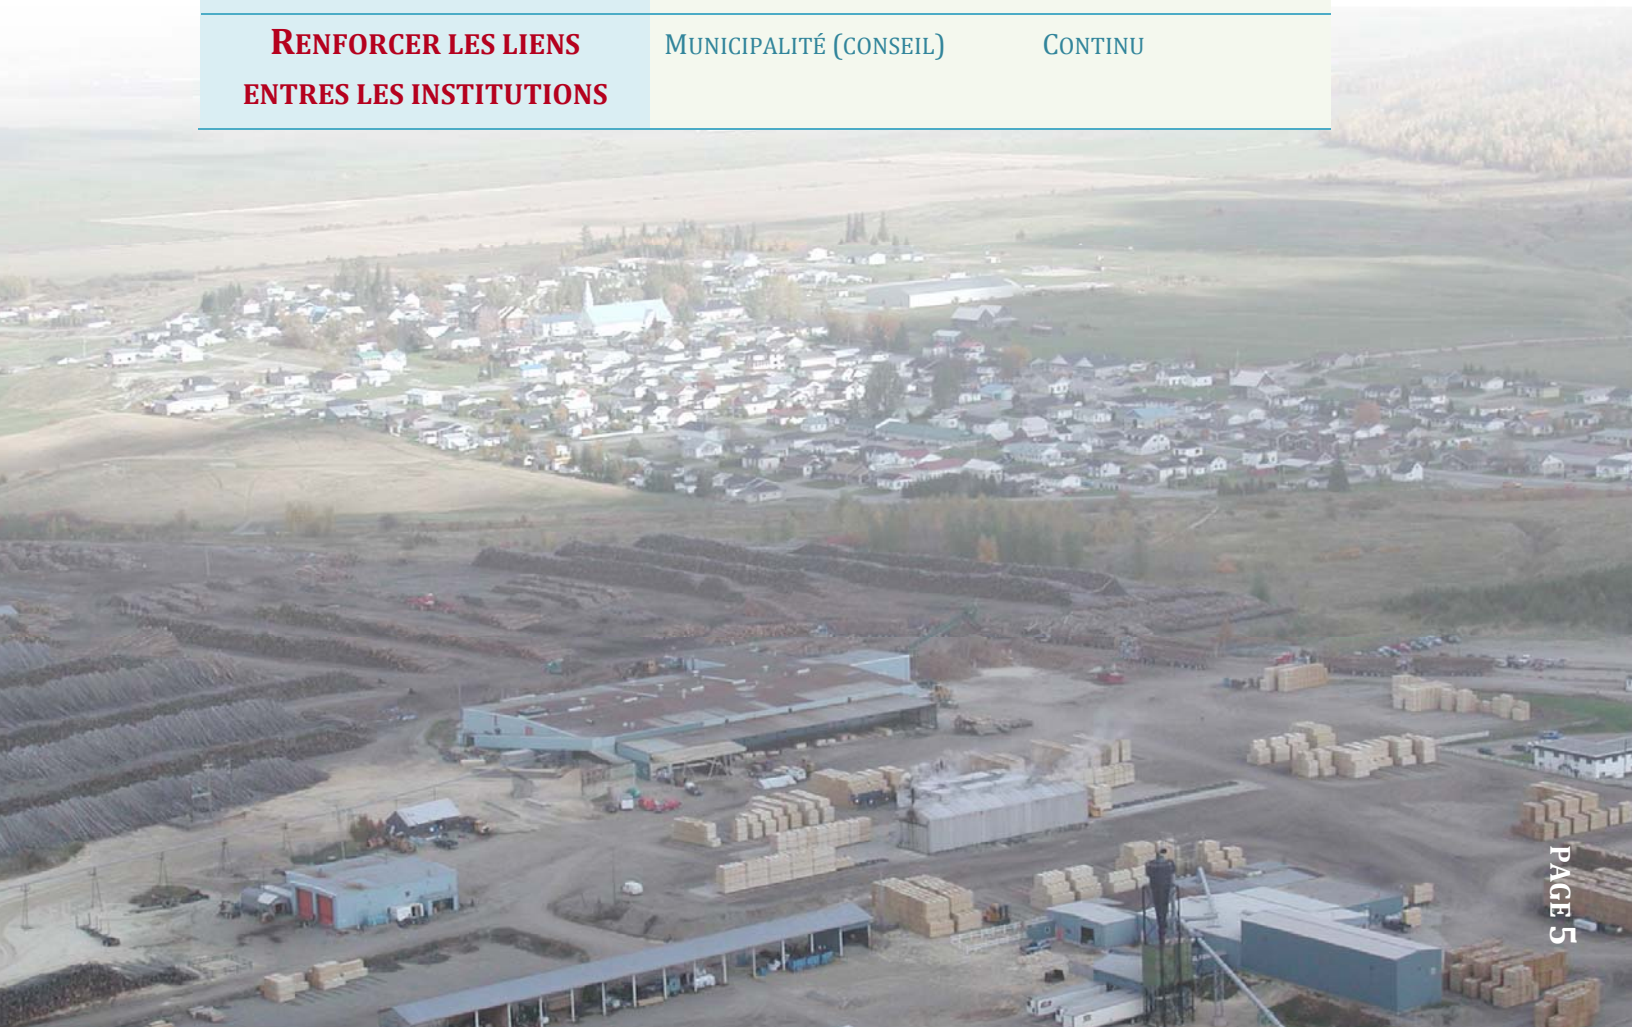 RENFORCER LES LIENS
ENTRES LES INSTITUTIONS
MUNICIPALITÉ (CONSEIL)
CONTINU
PAGE 5